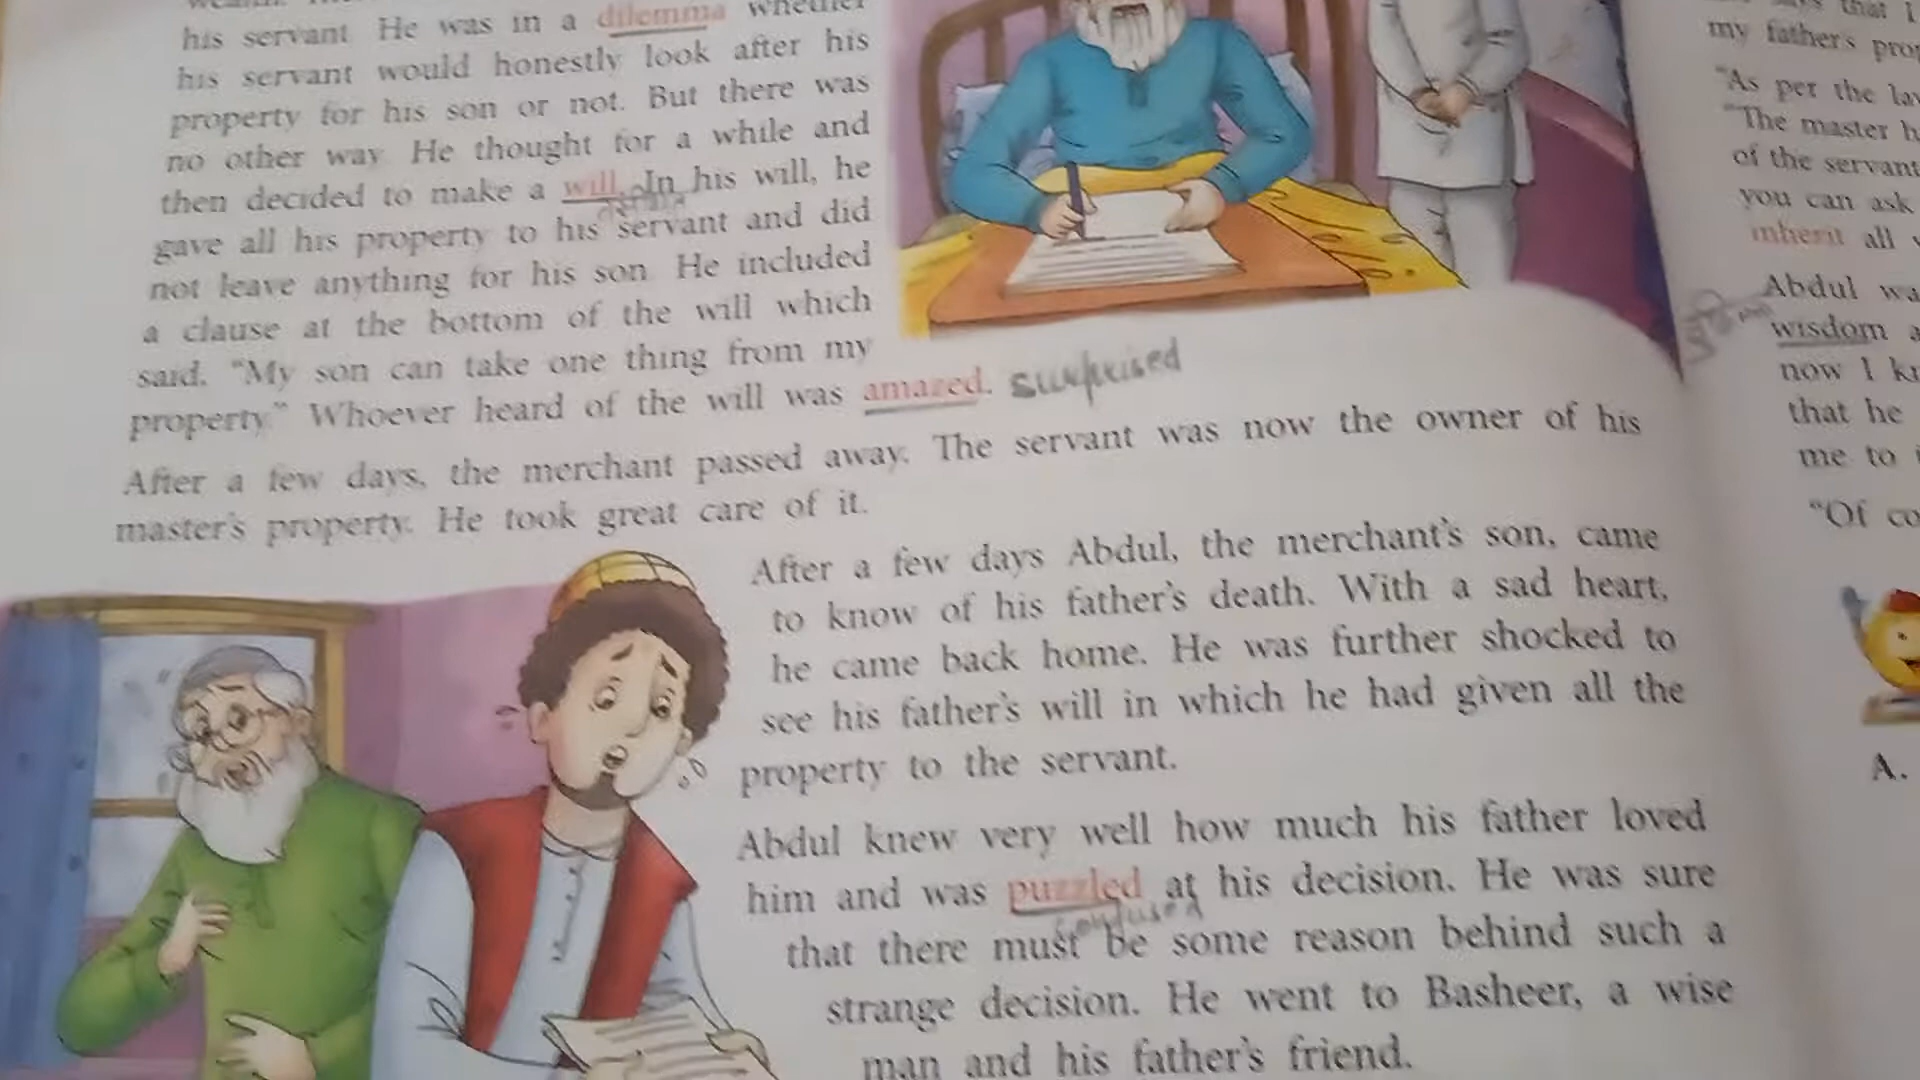 his servant. He was in a dilemma whether
his servant would honestly look after his
property for his son or not. But there was
no other way. He thought for a while and
then decided to make a will. In his will, he
gave all his property to his servant and did
not leave anything for his son. He included
a clause at the bottom of the will which
said, "My son can take one thing from my
property." Whoever heard of the will was amazed. surprised
After a few days, the merchant passed away. The servant was now the owner of his
master's property. He took great care of it.
After a few days Abdul, the merchant's son, came
to know of his father's death. With a sad heart,
he came back home. He was further shocked to
see his father's will in which he had given all the
property to the servant.
Abdul knew very well how much his father loved
him and was puzzled at his decision. He was sure
confused
that there must be some reason behind such a
strange decision. He went to Basheer, a wise
man and his father's friend.
that I
my father's
"As per the
"The master
of the servant
you can ask
inherit all
Abdul
wisdom
now I
that he
me to
"Of
A.